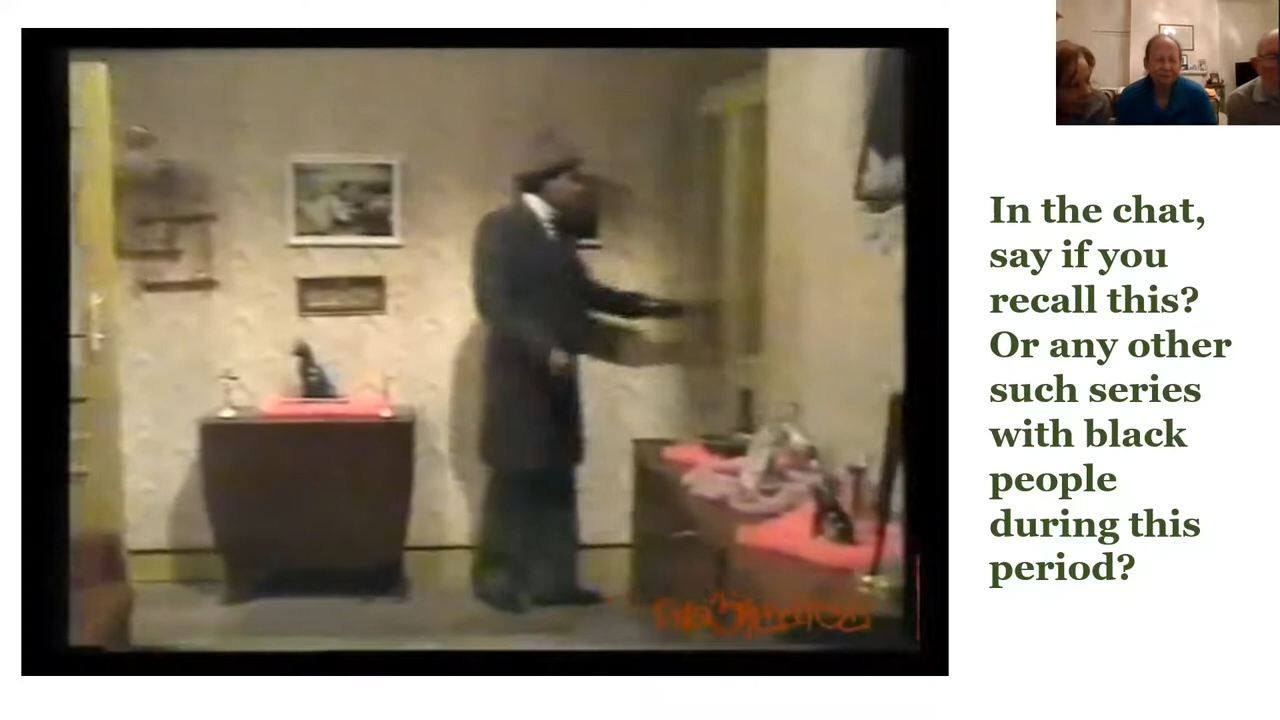 In the chat,
say if you
recall this?
Or any other
such series
with black
people
during this
period?